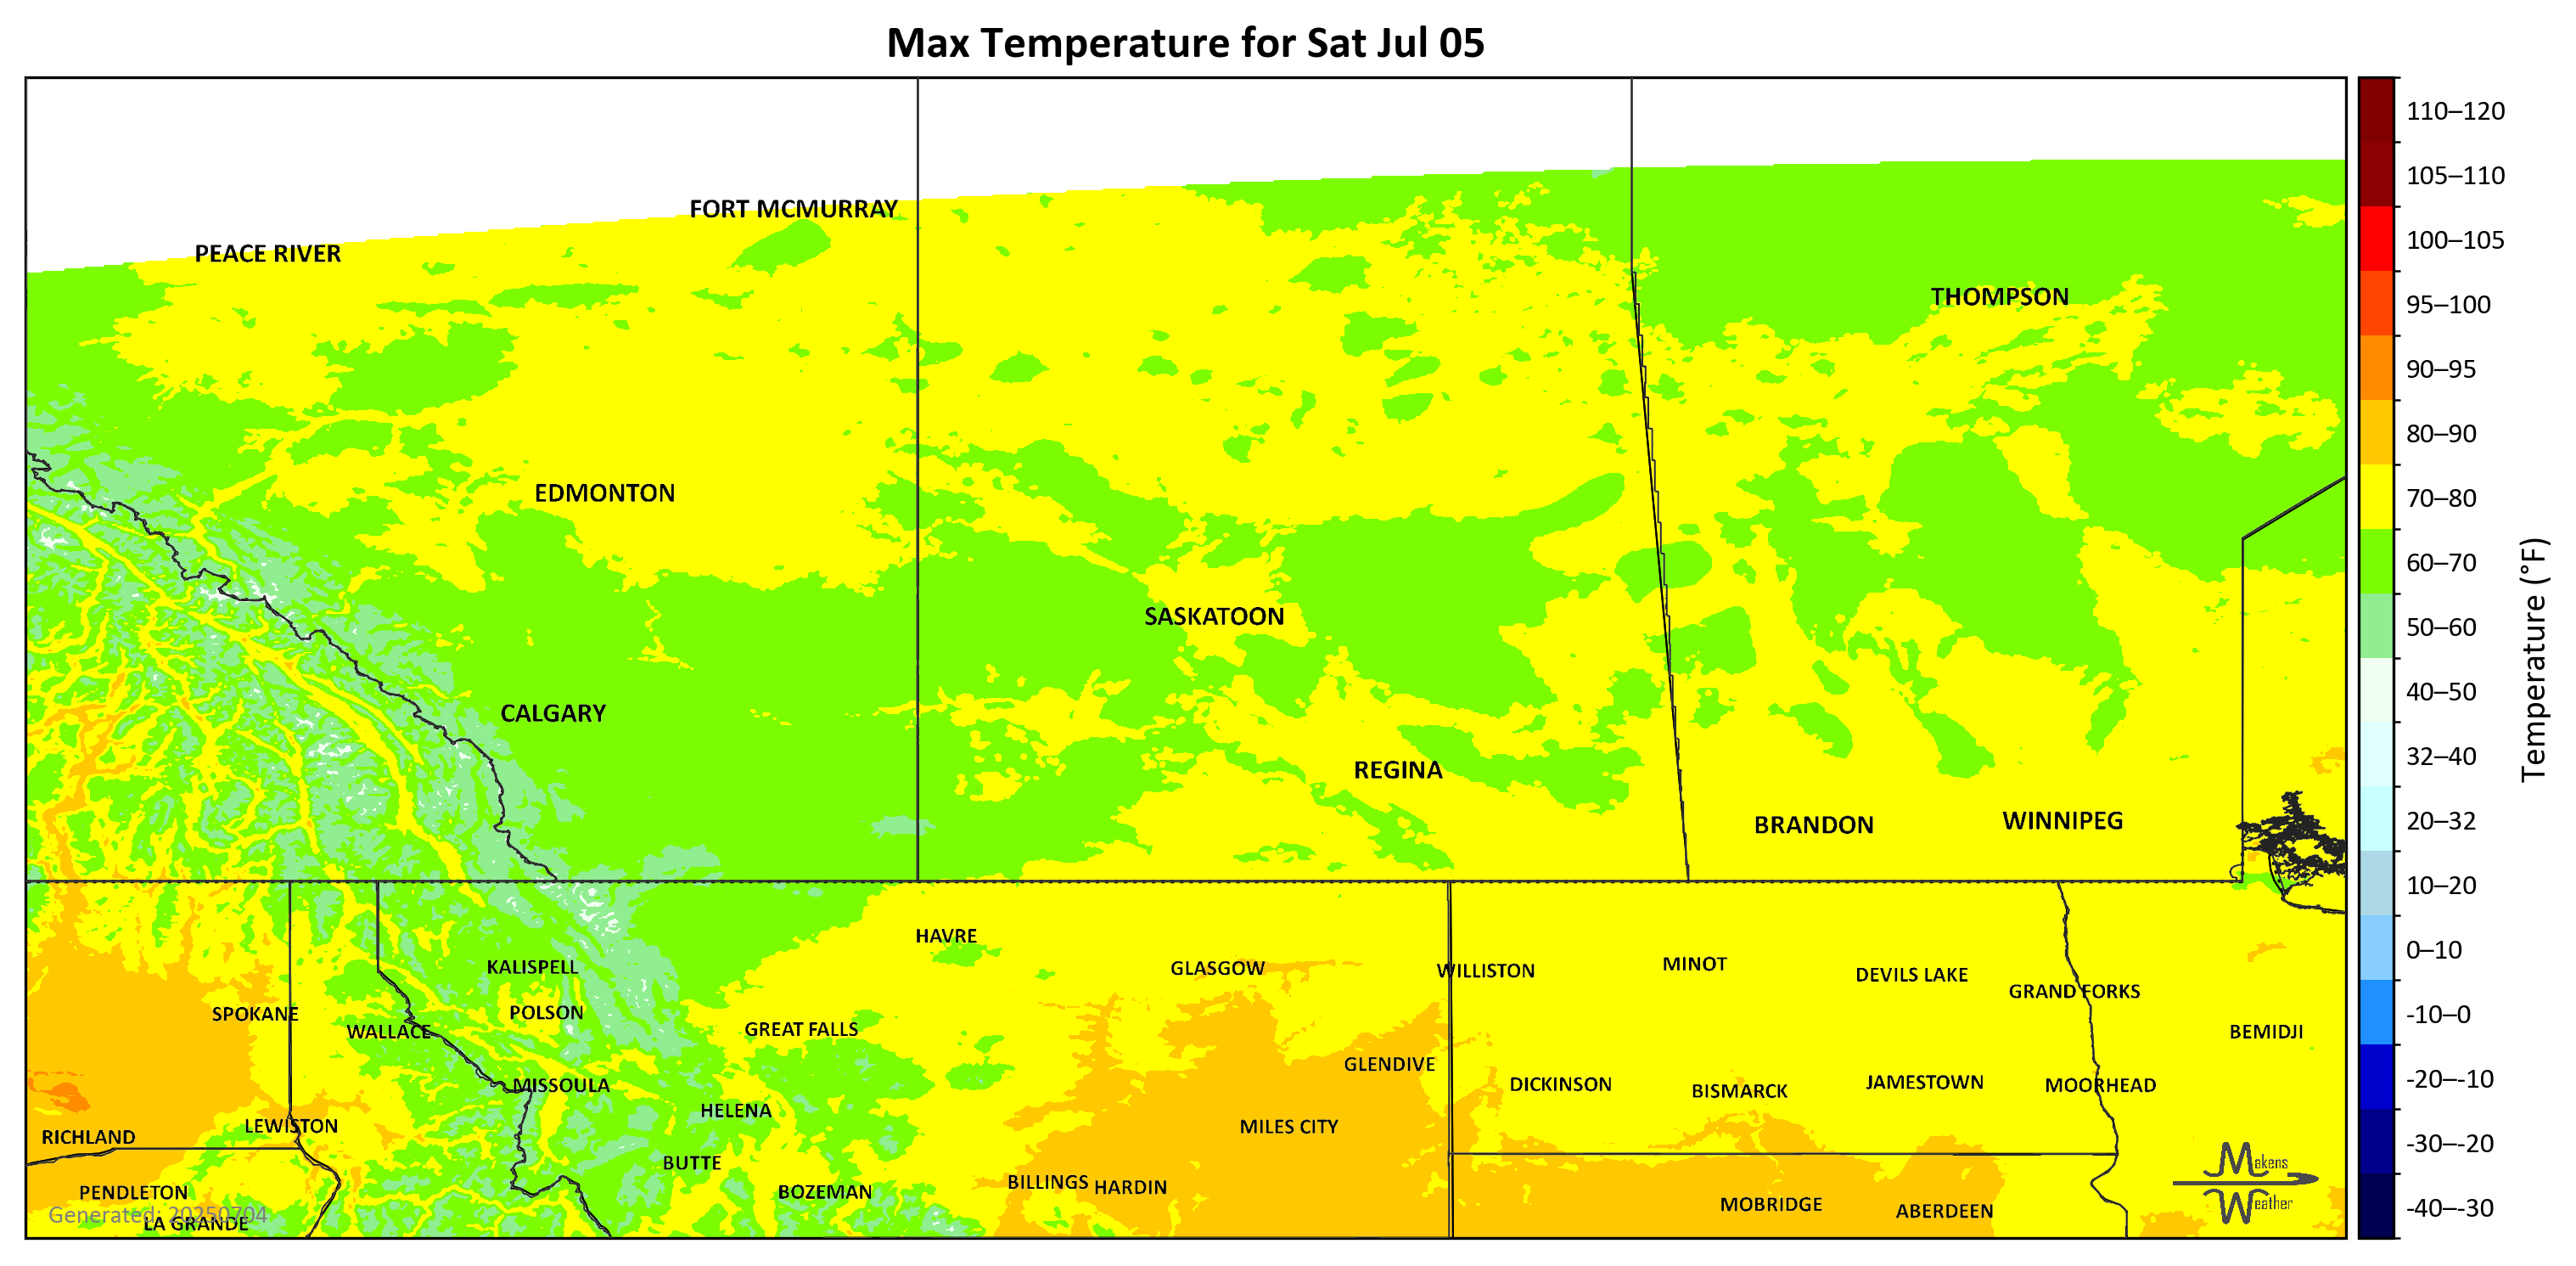 Max Temperature for Sat Jul 05
FORT MCMURRAY
PEACE RIVER
THOMPSON
EDMONTON
SASKATOON
CALGARY
REGINA
BRANDON
WINNIPEG
HAVRE
KALISPELL
GLASGOW
WILLISTON
MINOT
DEVILS LAKE
GRAND FORKS
SPOKANE
POLSON
WALLACE
GREAT FALLS
BEMIDJI
GLENDIVE
MISSOULA
DICKINSON
BISMARCK
JAMESTOWN
MOORHEAD
HELENA
LEWISTON
MILES CITY
RICHLAND
BUTTE
PENDLETON
BOZEMAN
BILLINGS
HARDIN
MOBRIDGE
ABERDEEN
Generated: 20250704
LA GRANDE
Makens
Weather
110–120
105–110
100–105
95–100
90–95
80–90
70–80
60–70
50–60
40–50
32–40
20–32
10–20
0–10
-10–0
-20–-10
-30–-20
-40–-30
Temperature (°F)